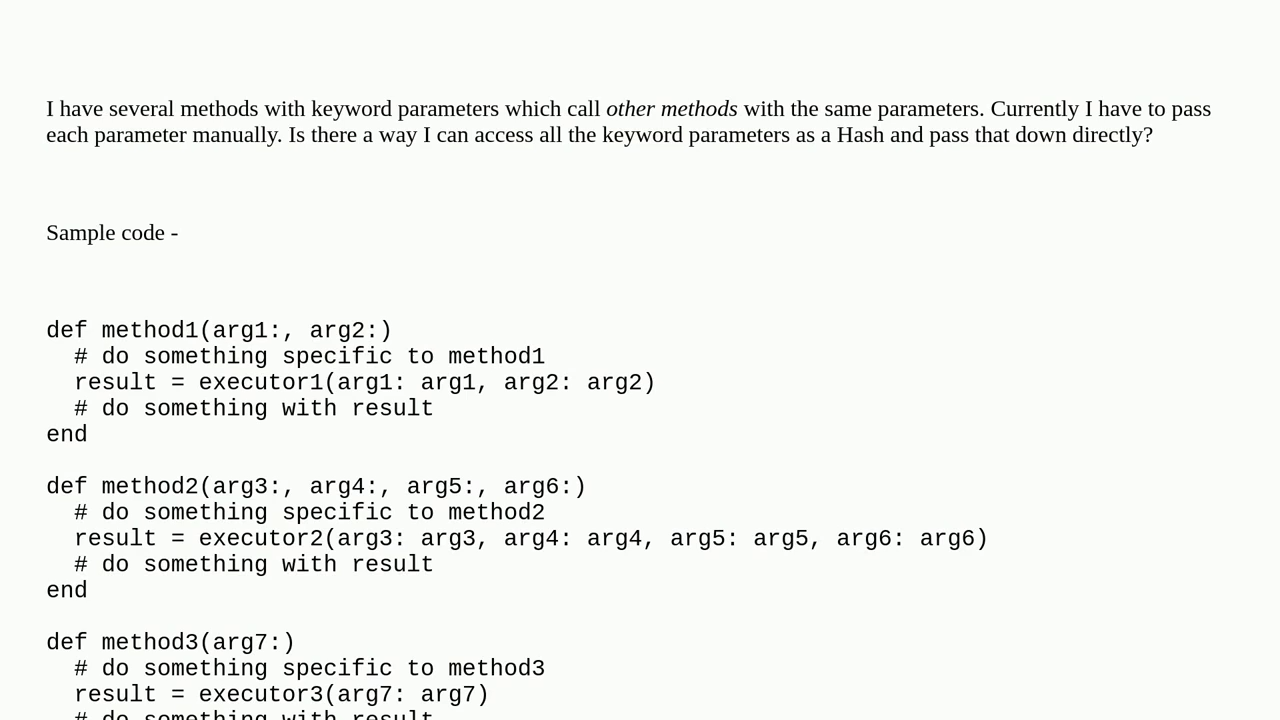 I have several methods with keyword parameters which call other methods with the same parameters. Currently I have to pass
each parameter manually. Is there a way I can access all the keyword parameters as a Hash and pass that down directly?
Sample code -
def method1(arg1:, arg2:)
  # do something specific to method1
  result = executor1(arg1: arg1, arg2: arg2)
  # do something with result
end
def method2(arg3:, arg4:, arg5:, arg6:)
  # do something specific to method2
  result = executor2(arg3: arg3, arg4: arg4, arg5: arg5, arg6: arg6)
  # do something with result
end
def method3(arg7:)
  # do something specific to method3
  result = executor3(arg7: arg7)
  # do something with result